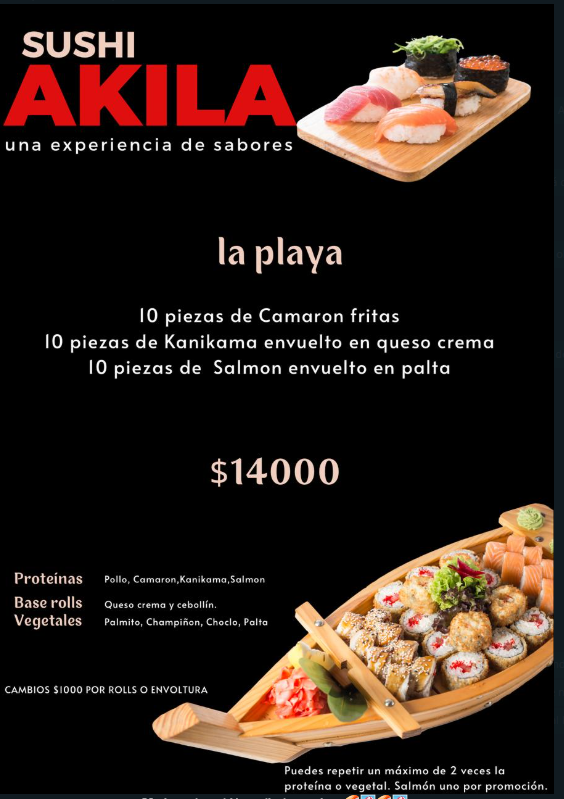 SUSHI
AKILA
una experiencia de sabores
la playa
10 piezas de Camaron fritas
10 piezas de Kanikama envuelto en queso crema
10 piezas de Salmon envuelto en palta
$14000
Proteínas Pollo, Camaron,Kanikama,Salmon
Base rolls Queso crema y cebollín.
Vegetales Palmito, Champiñon, Choclo, Palta
CAMBIOS $1000 POR ROLLS O ENVOLTURA
Puedes repetir un máximo de 2 veces la
proteína o vegetal. Salmón uno por promoción.